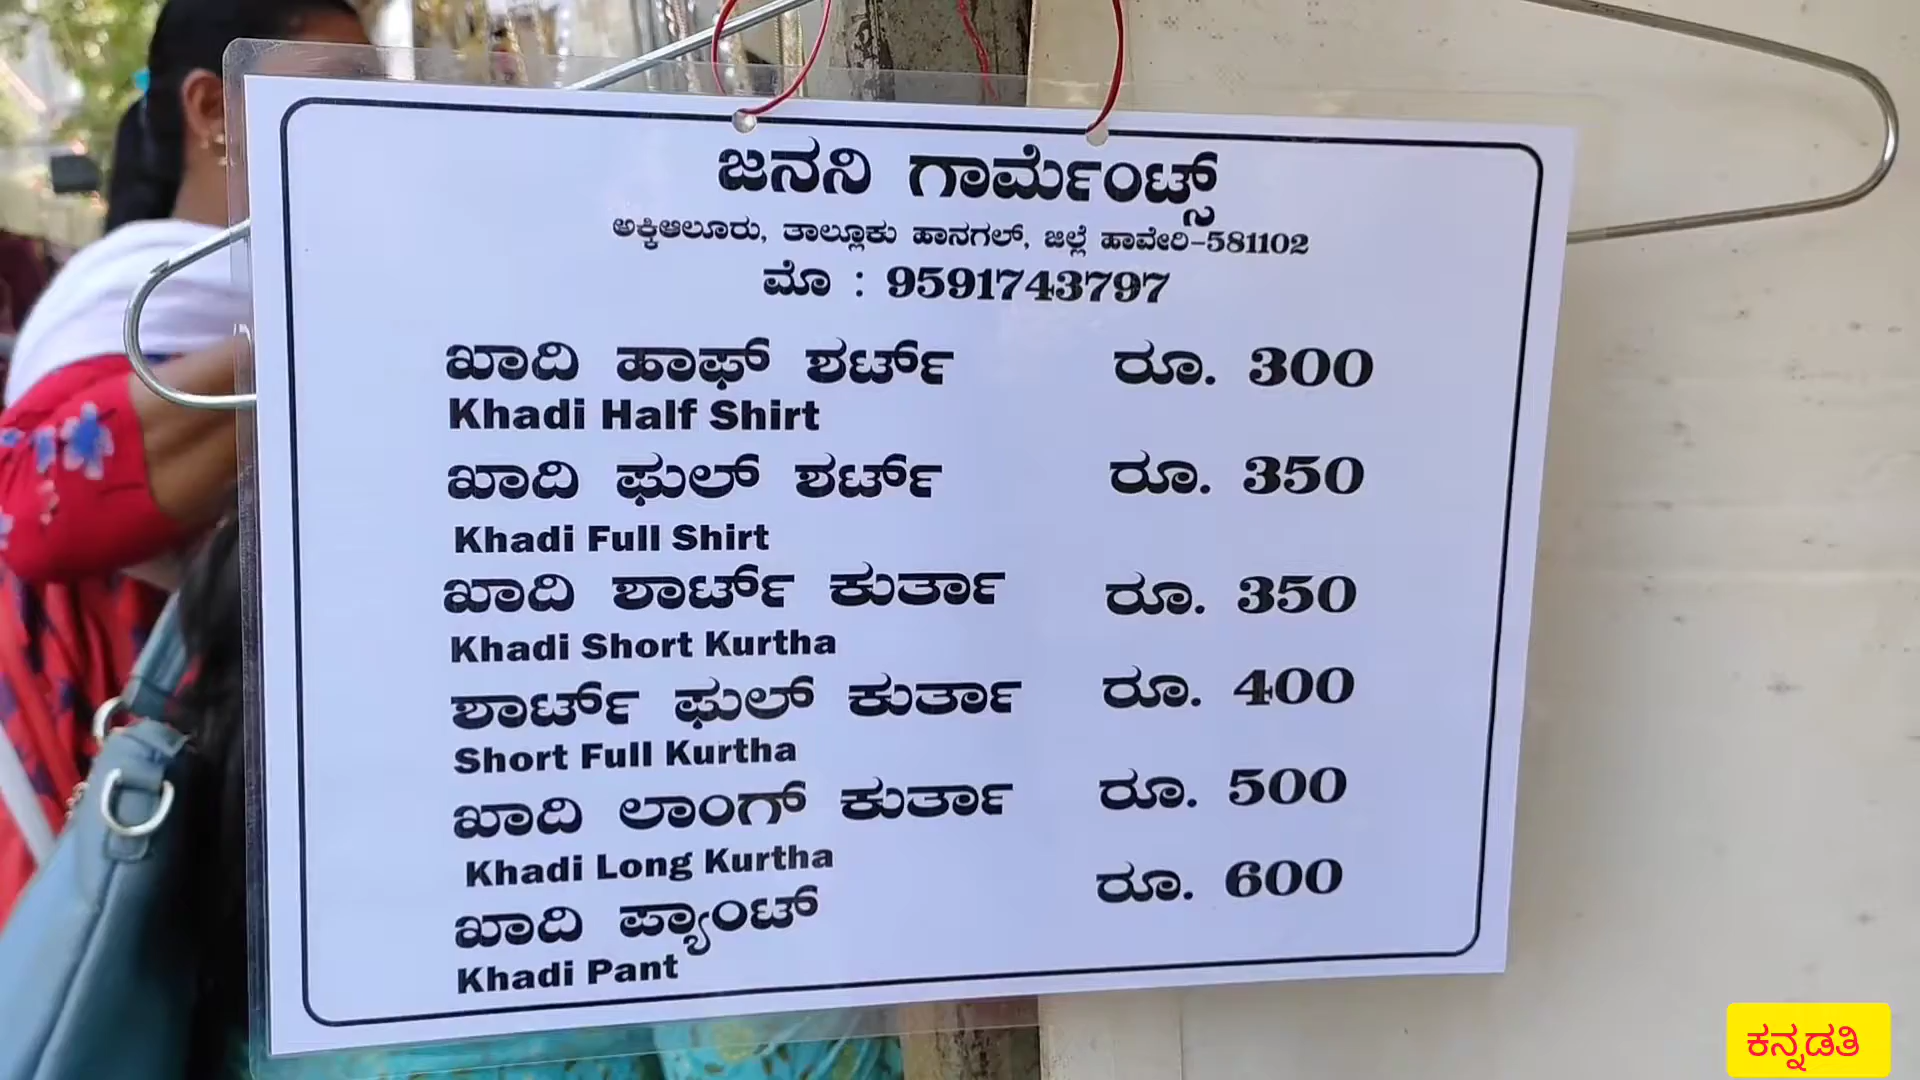 ಜನನಿ ಗಾರ್ಮೆಂಟ್ಸ್
ಅಕ್ಕಿಆಲೂರು, ತಾಲ್ಲೂಕು ಹಾನಗಲ್, ಜಿಲ್ಲೆ ಹಾವೇರಿ-581102
ಮೊ : 9591743797
ಖಾದಿ ಹಾಫ್ ಶರ್ಟ್ ರೂ. 300
Khadi Half Shirt
ಖಾದಿ ಫುಲ್ ಶರ್ಟ್ ರೂ. 350
Khadi Full Shirt
ಖಾದಿ ಶಾರ್ಟ್ ಕುರ್ತಾ ರೂ. 350
Khadi Short Kurtha
ಶಾರ್ಟ್ ಫುಲ್ ಕುರ್ತಾ ರೂ. 400
Short Full Kurtha
ಖಾದಿ ಲಾಂಗ್ ಕುರ್ತಾ ರೂ. 500
Khadi Long Kurtha
ಖಾದಿ ಪ್ಯಾಂಟ್ ರೂ. 600
Khadi Pant
ಕನ್ನಡತಿ